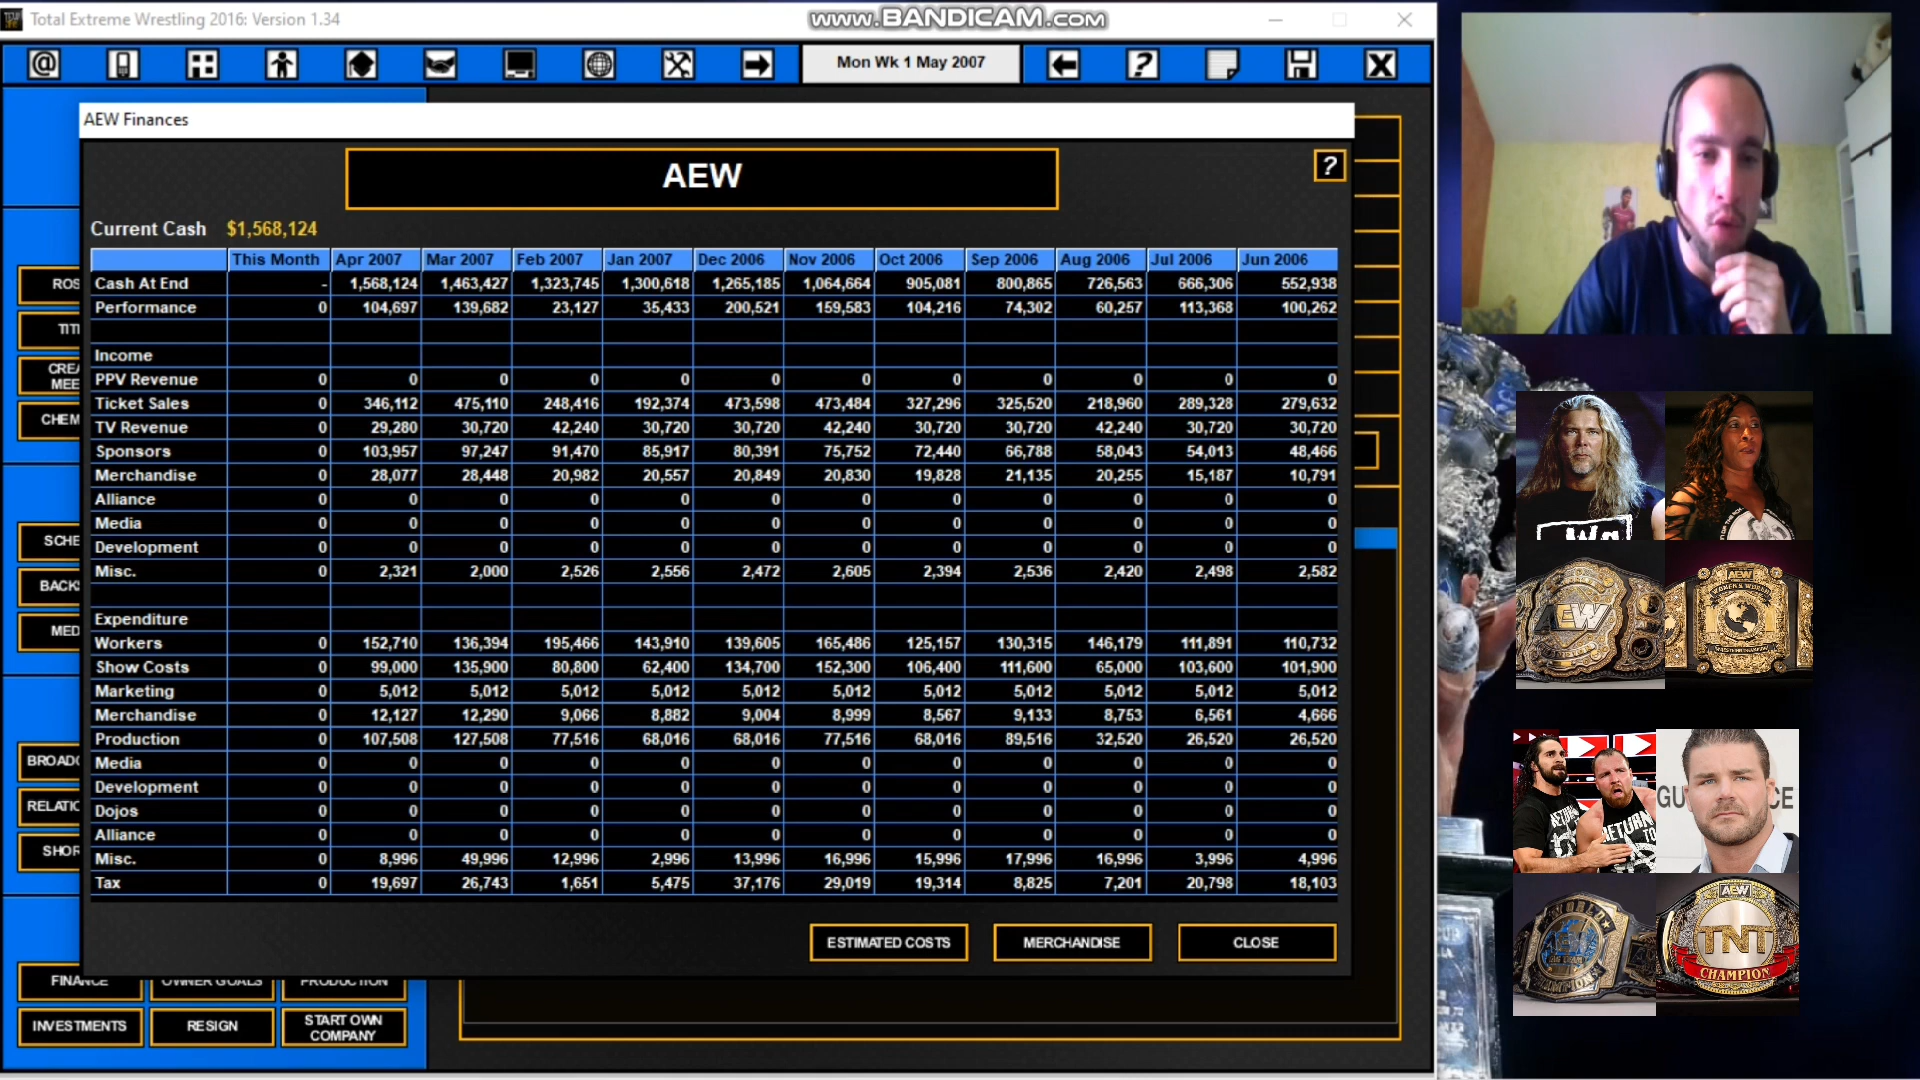 Total Extreme Wrestling 2016: Version 1.34
www.BANDICAM.com
Mon Wk 1 May 2007
AEW Finances
AEW
?
Current Cash $1,568,124
This Month Apr 2007 Mar 2007 Feb 2007 Jan 2007 Dec 2006 Nov 2006 Oct 2006 Sep 2006 Aug 2006 Jul 2006 Jun 2006
Cash At End - 1,568,124 1,463,427 1,323,745 1,300,618 1,265,185 1,064,664 905,081 800,865 726,563 666,306 552,938
Performance 0 104,697 139,682 23,127 35,433 200,521 159,583 104,216 74,302 60,257 113,368 100,262
Income
PPV Revenue 0 0 0 0 0 0 0 0 0 0 0 0
Ticket Sales 0 346,112 475,110 248,416 192,374 473,598 473,484 327,296 325,520 218,960 289,328 279,632
TV Revenue 0 29,280 30,720 42,240 30,720 30,720 42,240 30,720 30,720 42,240 30,720 30,720
Sponsors 0 103,957 97,247 91,470 85,917 80,391 75,752 72,440 66,788 58,043 54,013 48,466
Merchandise 0 28,077 28,448 20,982 20,557 20,849 20,830 19,828 21,135 20,255 15,187 10,791
Alliance 0 0 0 0 0 0 0 0 0 0 0 0
Media 0 0 0 0 0 0 0 0 0 0 0 0
Development 0 0 0 0 0 0 0 0 0 0 0 0
Misc. 0 2,321 2,000 2,526 2,556 2,472 2,605 2,394 2,536 2,420 2,498 2,582
Expenditure
Workers 0 152,710 136,394 195,466 143,910 139,605 165,486 125,157 130,315 146,179 111,891 110,732
Show Costs 0 99,000 135,900 80,800 62,400 134,700 152,300 106,400 111,600 65,000 103,600 101,900
Marketing 0 5,012 5,012 5,012 5,012 5,012 5,012 5,012 5,012 5,012 5,012 5,012
Merchandise 0 12,127 12,290 9,066 8,882 9,004 8,999 8,567 9,133 8,753 6,561 4,666
Production 0 107,508 127,508 77,516 68,016 68,016 77,516 68,016 89,516 32,520 26,520 26,520
Media 0 0 0 0 0 0 0 0 0 0 0 0
Development 0 0 0 0 0 0 0 0 0 0 0 0
Dojos 0 0 0 0 0 0 0 0 0 0 0 0
Alliance 0 0 0 0 0 0 0 0 0 0 0 0
Misc. 0 8,996 49,996 12,996 2,996 13,996 16,996 15,996 17,996 16,996 3,996 4,996
Tax 0 19,697 26,743 1,651 5,475 37,176 29,019 19,314 8,825 7,201 20,798 18,103
ESTIMATED COSTS MERCHANDISE CLOSE
ROS
TIT
CREA
MEE
CHEM
SCHE
BACKS
MED
BROADC
RELATIO
SHOR
FINANCE OWNER GOALS PRODUCTION
INVESTMENTS RESIGN START OWN
COMPANY
AEW
AEW
RETURN
TO
GU CE
WORLD
AEW
TNT
CHAMPION